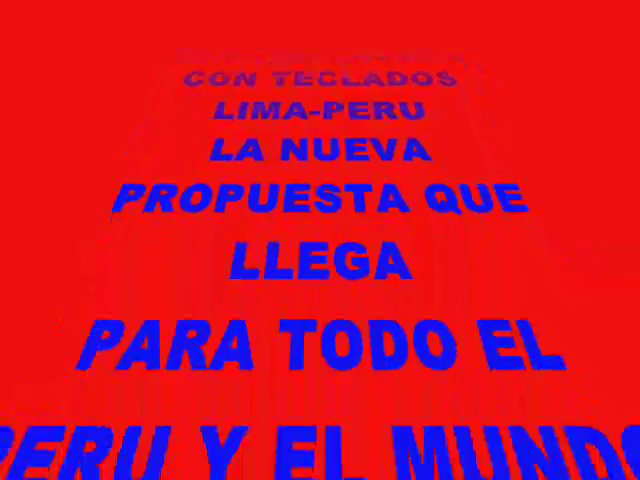 CON TECLADOS
LIMA-PERU
LA NUEVA
PROPUESTA QUE
LLEGA
PARA TODO EL
PERU Y EL MUNDO